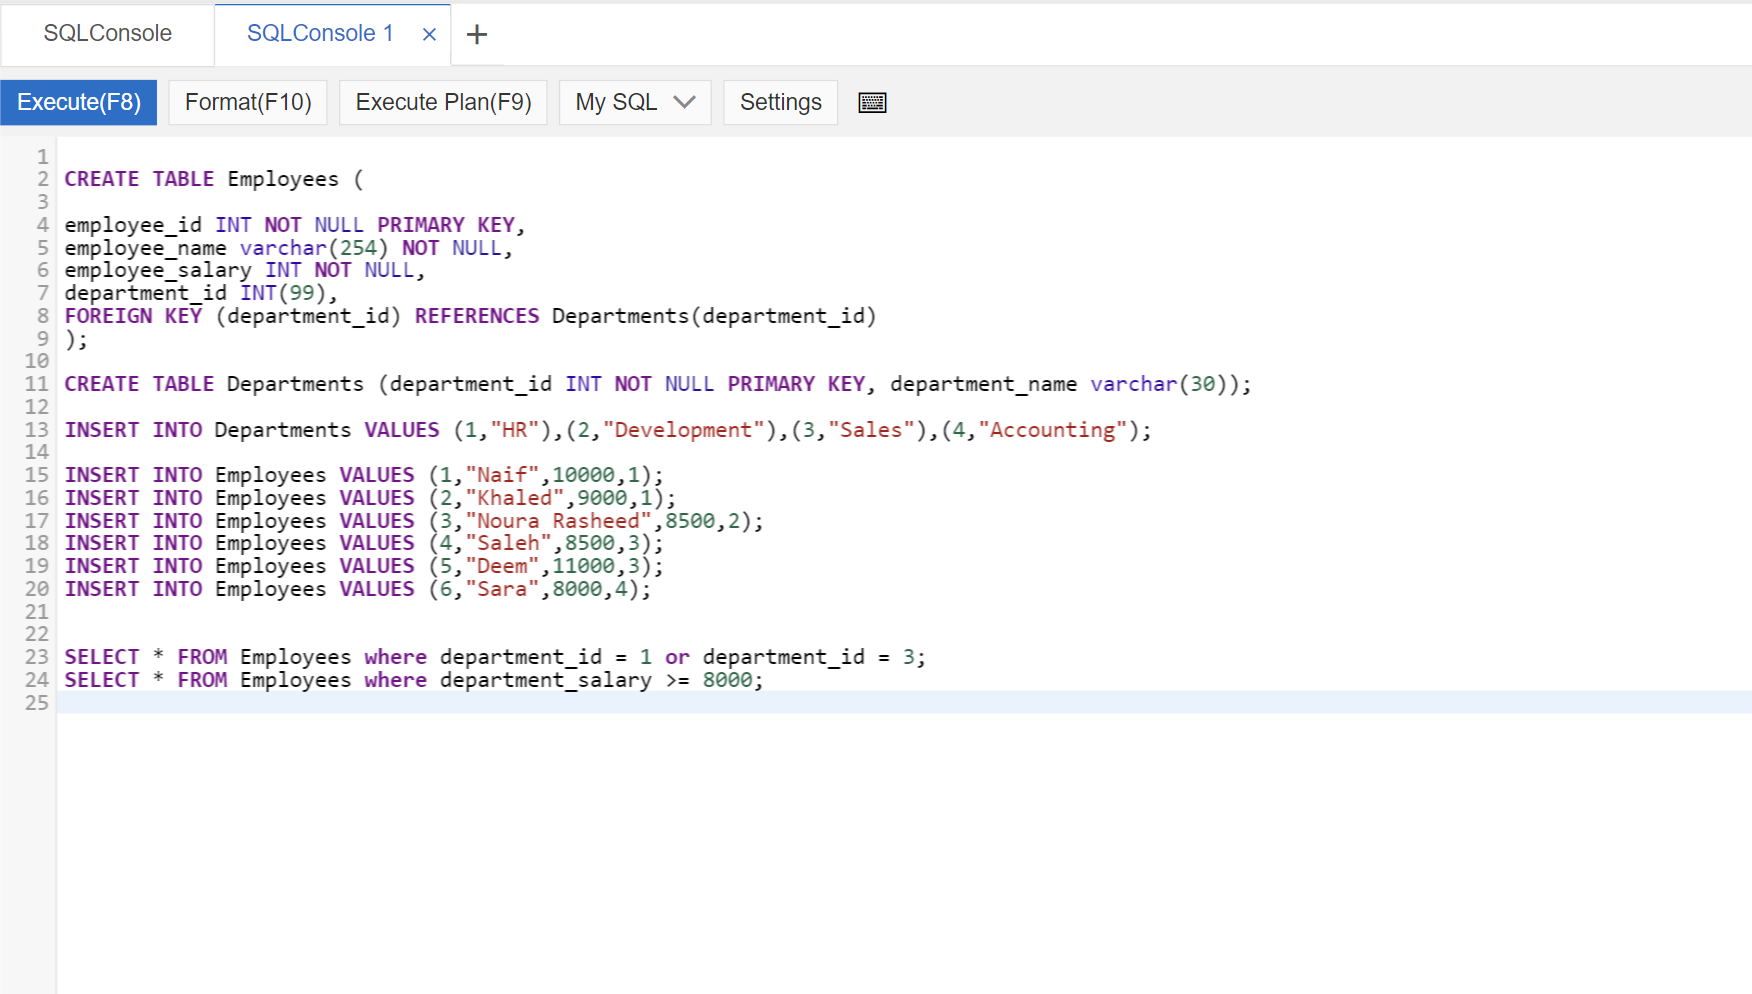 SQLConsole SQLConsole 1 × +
Execute(F8) Format(F10) Execute Plan(F9) My SQL Settings
1
2 CREATE TABLE Employees (
3
4 employee_id INT NOT NULL PRIMARY KEY,
5 employee_name varchar(254) NOT NULL,
6 employee_salary INT NOT NULL,
7 department_id INT(99),
8 FOREIGN KEY (department_id) REFERENCES Departments(department_id)
9 );
10
11 CREATE TABLE Departments (department_id INT NOT NULL PRIMARY KEY, department_name varchar(30));
12
13 INSERT INTO Departments VALUES (1,"HR"),(2,"Development"),(3,"Sales"),(4,"Accounting");
14
15 INSERT INTO Employees VALUES (1,"Naif",10000,1);
16 INSERT INTO Employees VALUES (2,"Khaled",9000,1);
17 INSERT INTO Employees VALUES (3,"Noura Rasheed",8500,2);
18 INSERT INTO Employees VALUES (4,"Saleh",8500,3);
19 INSERT INTO Employees VALUES (5,"Deem",11000,3);
20 INSERT INTO Employees VALUES (6,"Sara",8000,4);
21
22
23 SELECT * FROM Employees where department_id = 1 or department_id = 3;
24 SELECT * FROM Employees where department_salary >= 8000;
25